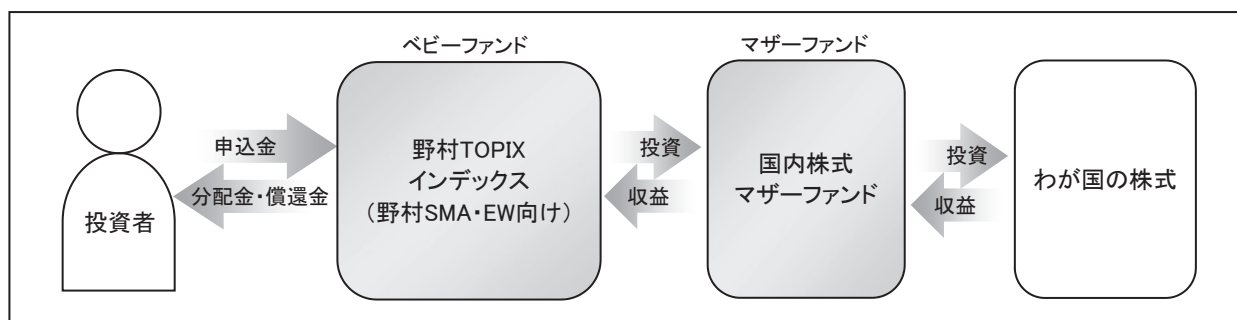 ベビーファンド
マザーファンド
投資者
申込金
分配金・償還金
野村TOPIX
インデックス
（野村SMA・EW向け）
投資
収益
国内株式
マザーファンド
投資
収益
わが国の株式